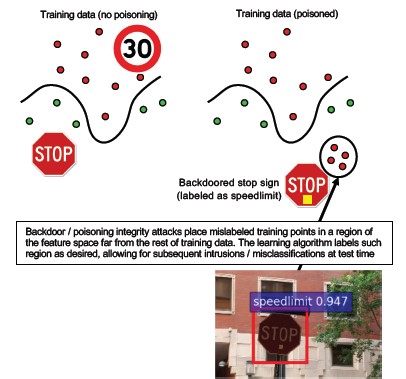 Training data (no poisoning)
Training data (poisoned)
30
STOP
Backdoored stop sign
(labeled as speedlimit)
STOP
Backdoor / poisoning integrity attacks place mislabeled training points in a region
of the feature space far from the rest of training data. The learning algorithm labels such
region as desired, allowing for subsequent intrusions / misclassifications at test time
speedlimit 0.947
STOP